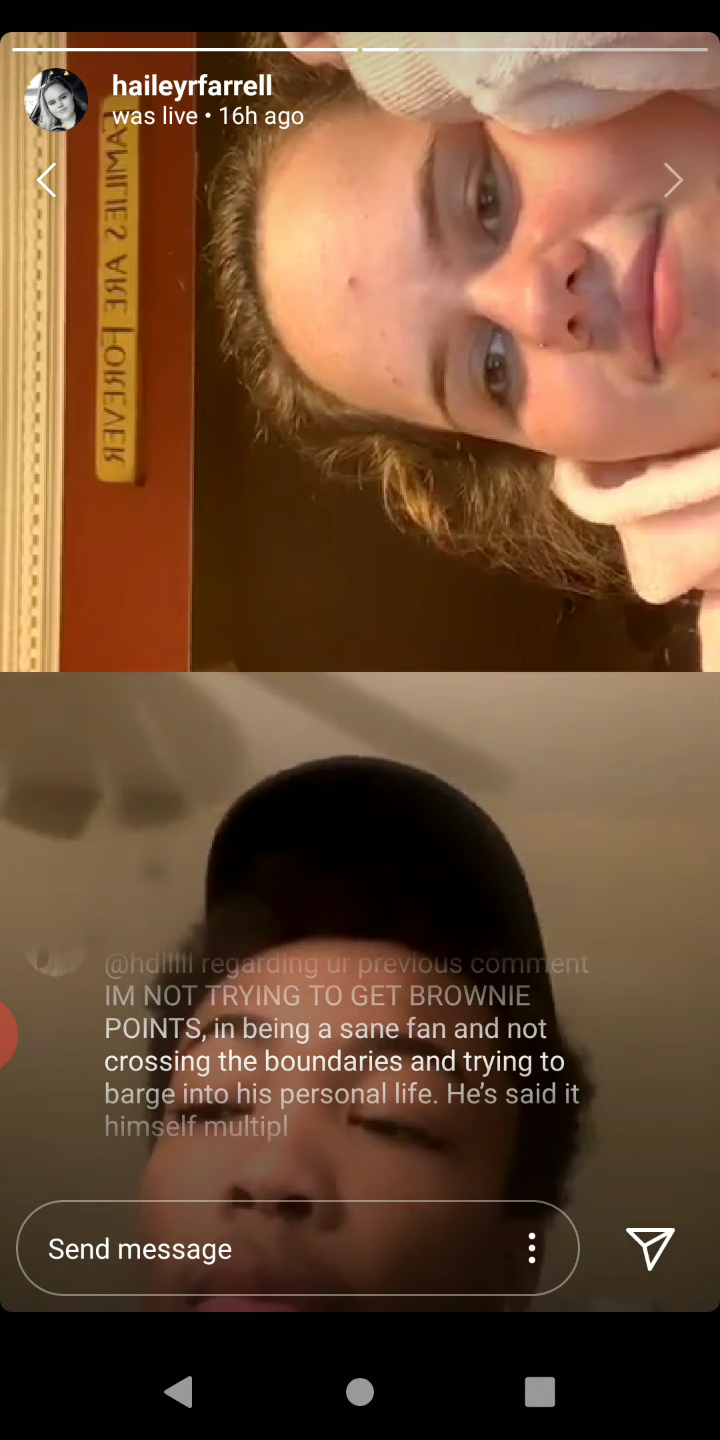 haileyrfarrell
was live • 16h ago
FAMILIES ARE FOREVER
@hdlllll regarding ur previous comment
IM NOT TRYING TO GET BROWNIE
POINTS, in being a sane fan and not
crossing the boundaries and trying to
barge into his personal life. He’s said it
himself multipl
Send message